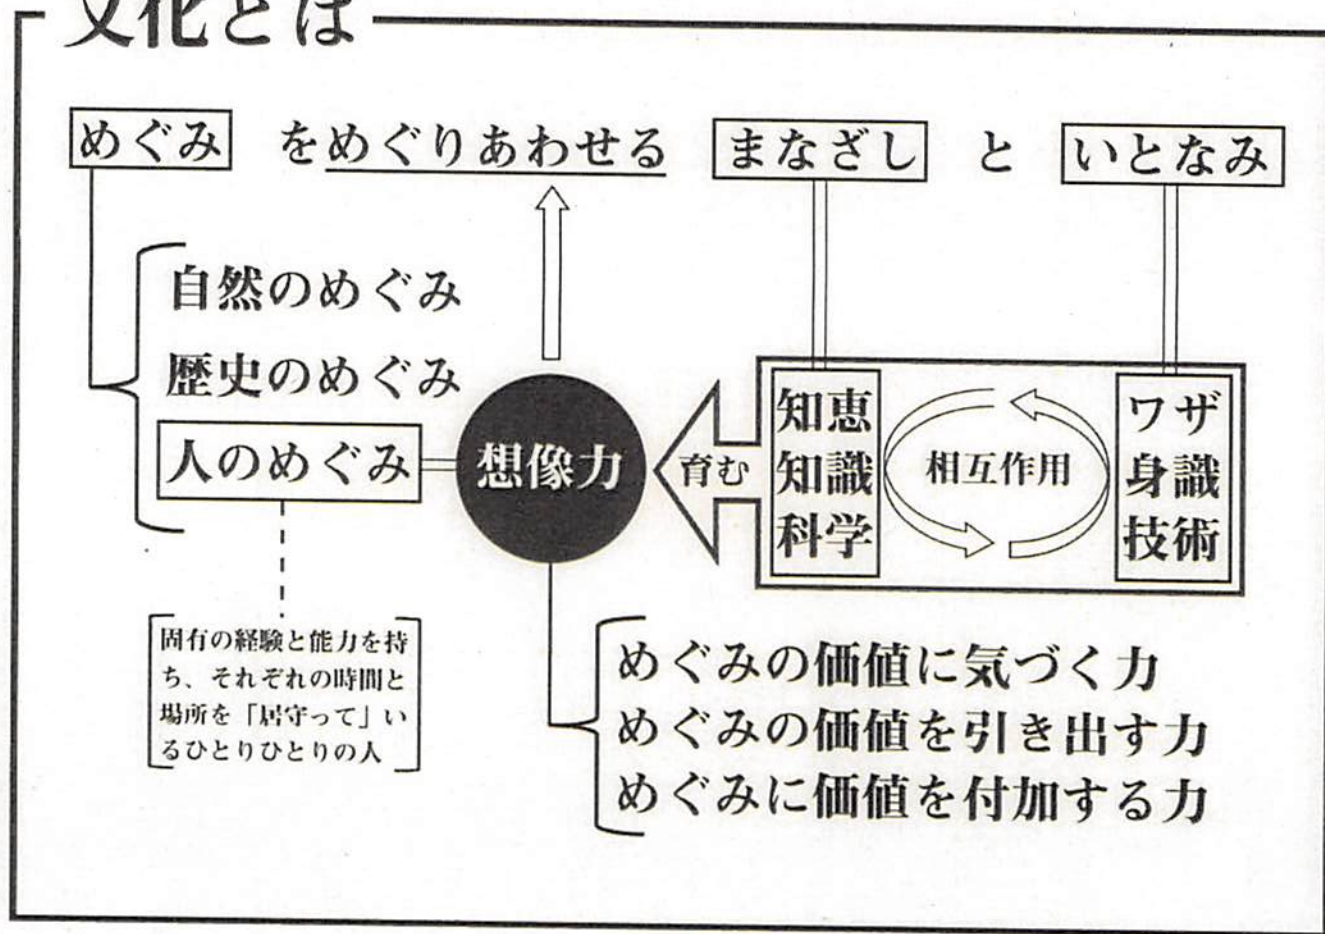 文化とは
めぐみ をめぐりあわせる まなざし と いとなみ
自然のめぐみ
歴史のめぐみ
人のめぐみ
想像力
育む
知恵
知識
科学
相互作用
ワザ
身識
技術
固有の経験と能力を持
ち、それぞれの時間と
場所を「居守って」い
るひとりひとりの人
めぐみの価値に気づく力
めぐみの価値を引き出す力
めぐみに価値を付加する力